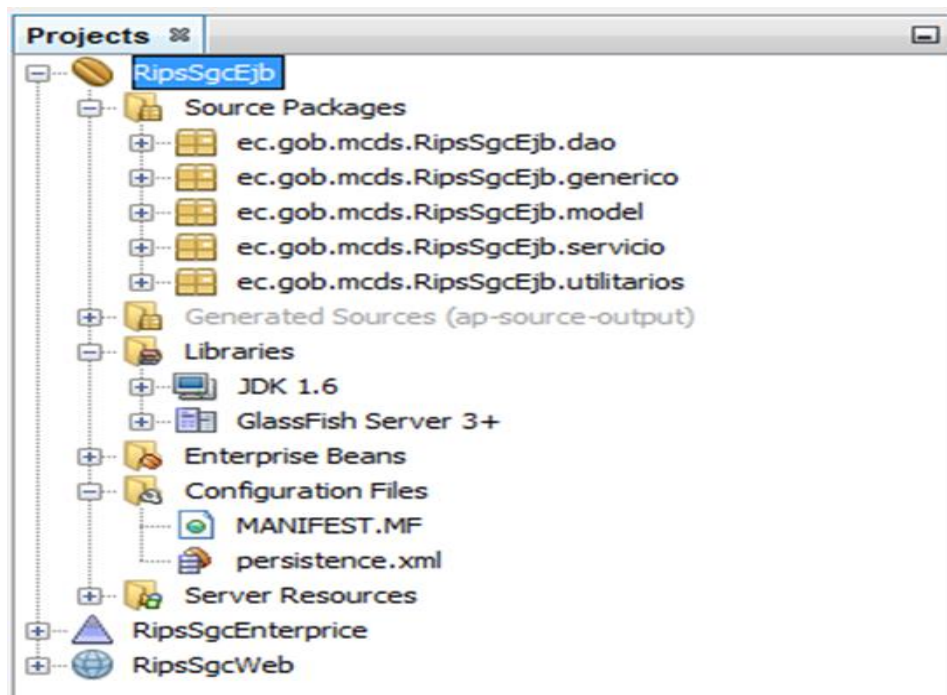 Projects
RipsSgcEjb
Source Packages
ec.gob.mcds.RipsSgcEjb.dao
ec.gob.mcds.RipsSgcEjb.generico
ec.gob.mcds.RipsSgcEjb.model
ec.gob.mcds.RipsSgcEjb.servicio
ec.gob.mcds.RipsSgcEjb.utilitarios
Generated Sources (ap-source-output)
Libraries
JDK 1.6
GlassFish Server 3+
Enterprise Beans
Configuration Files
MANIFEST.MF
persistence.xml
Server Resources
RipsSgcEnterprice
RipsSgcWeb